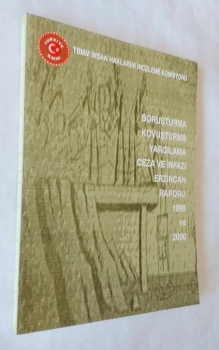 TBMM İNSAN HAKLARINI İNCELEME KOMİSYONU
SORUŞTURMA
KOVUŞTURMA
YARGILAMA
CEZA VE İNFAZI
ERZİNCAN
RAPORU
1998
ve
2000